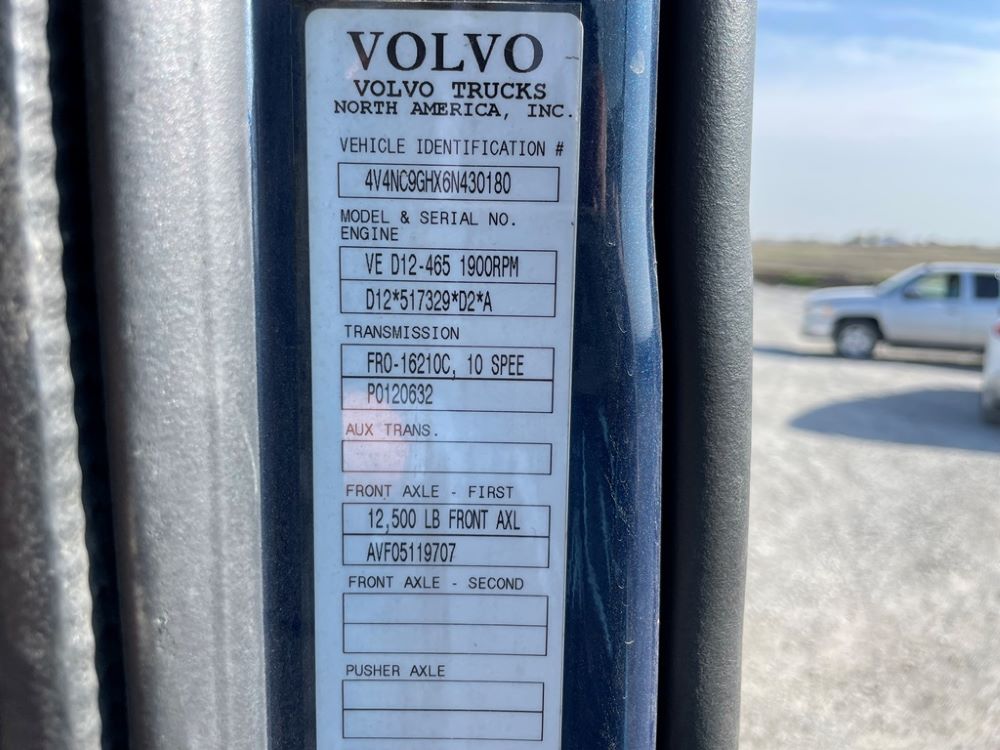 VOLVO
VOLVO TRUCKS
NORTH AMERICA, INC.
VEHICLE IDENTIFICATION #
4V4NC9GHX6N430180
MODEL & SERIAL NO.
ENGINE
VE D12-465 1900RPM
D12*517329*D2*A
TRANSMISSION
FRO-16210C, 10 SPEE
P0120632
AUX TRANS.
FRONT AXLE - FIRST
12,500 LB FRONT AXL
AVF05119707
FRONT AXLE - SECOND
PUSHER AXLE